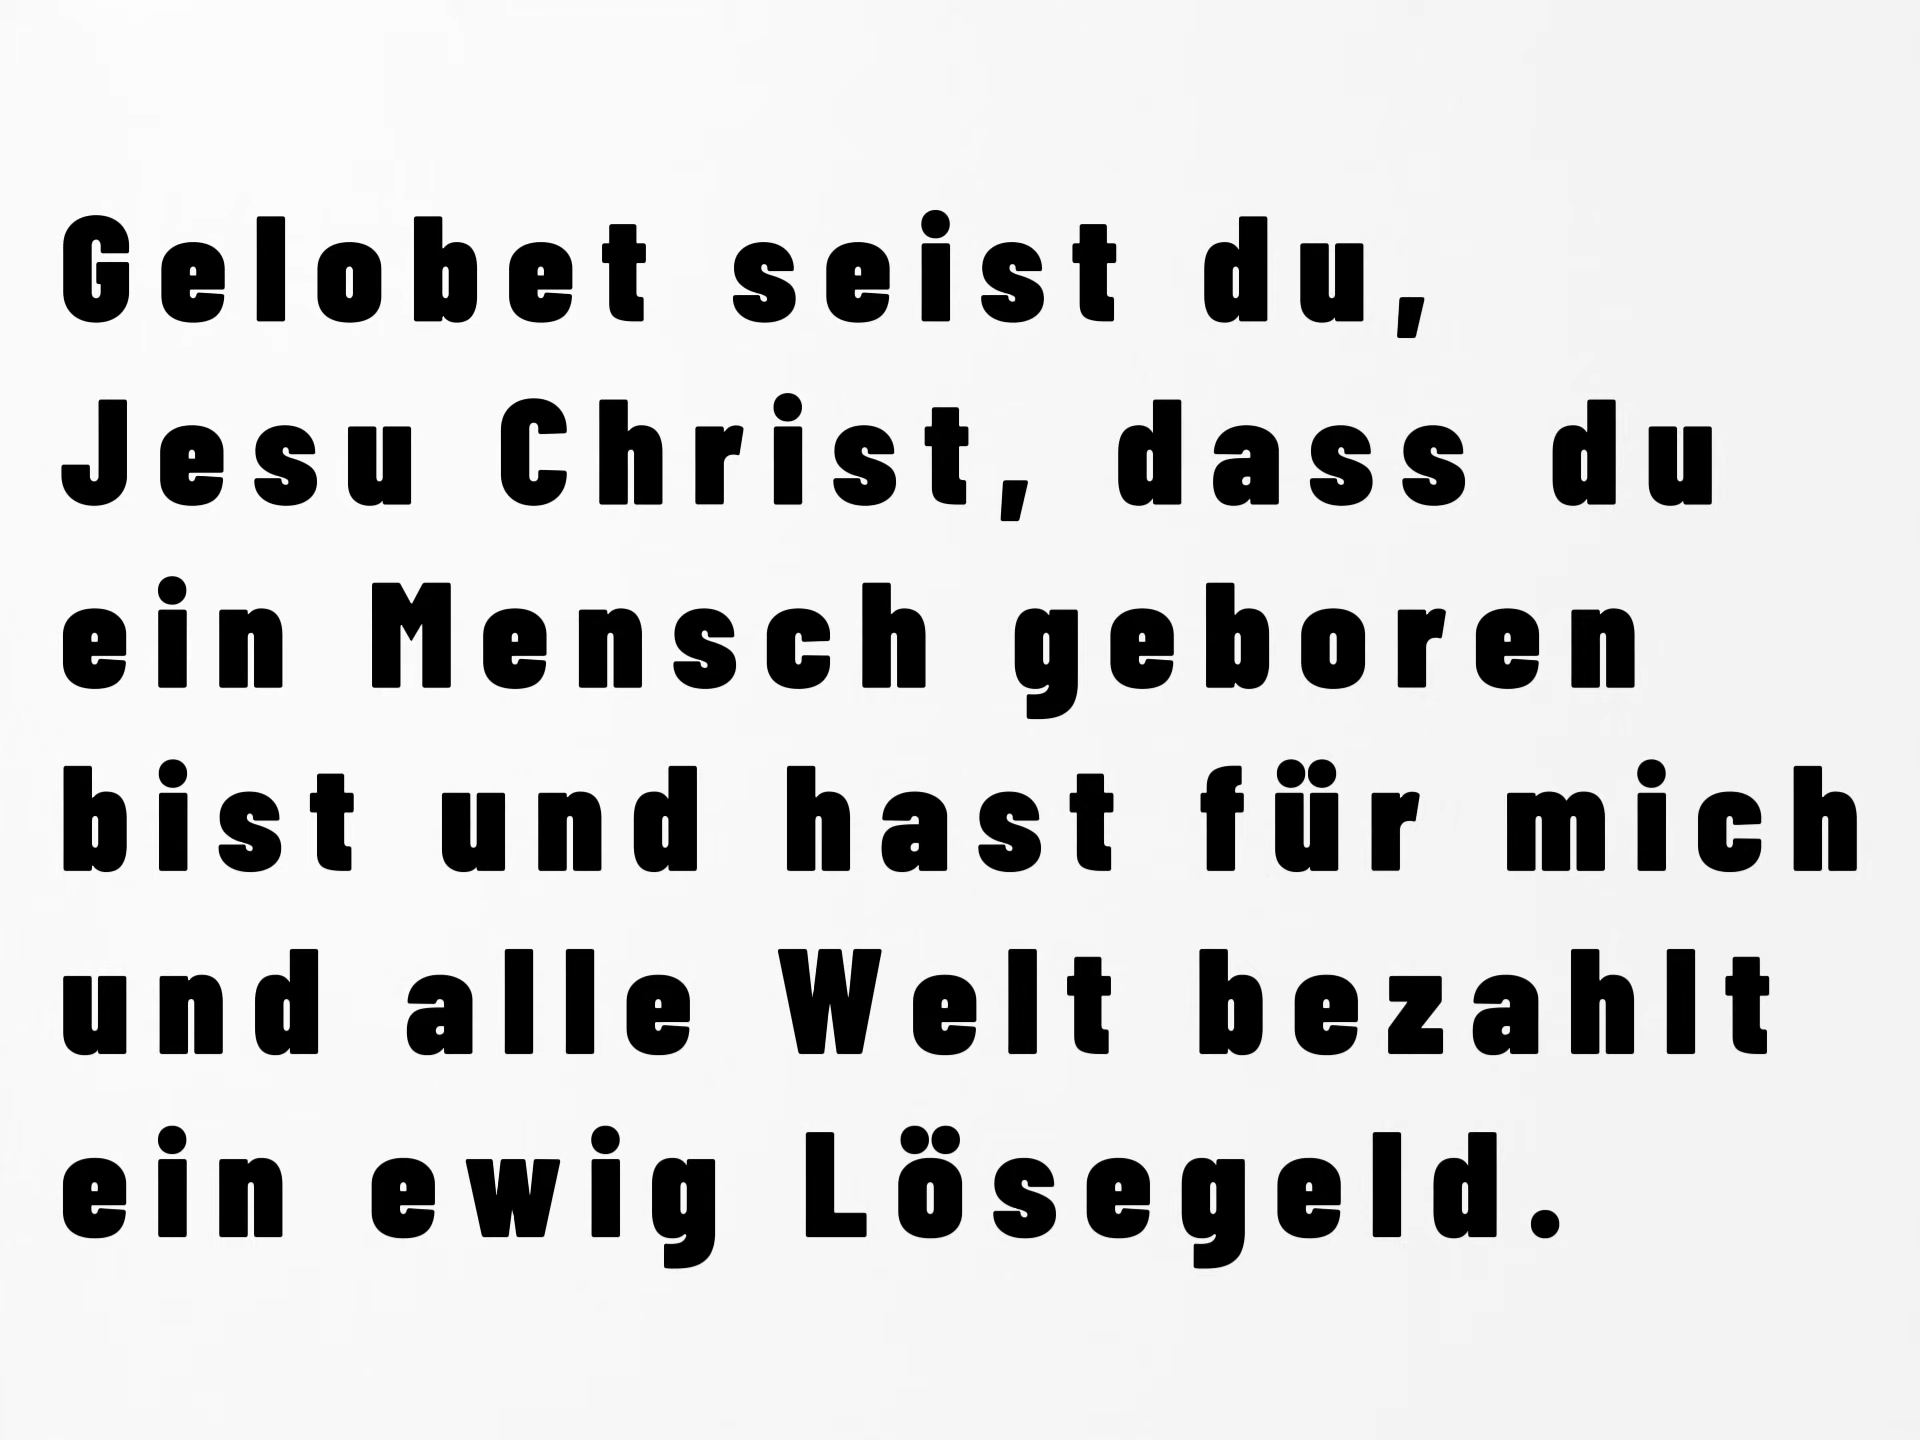 Gelobet seist du,
Jesu Christ, dass du
ein Mensch geboren
bist und hast für mich
und alle Welt bezahlt
ein ewig Lösegeld.